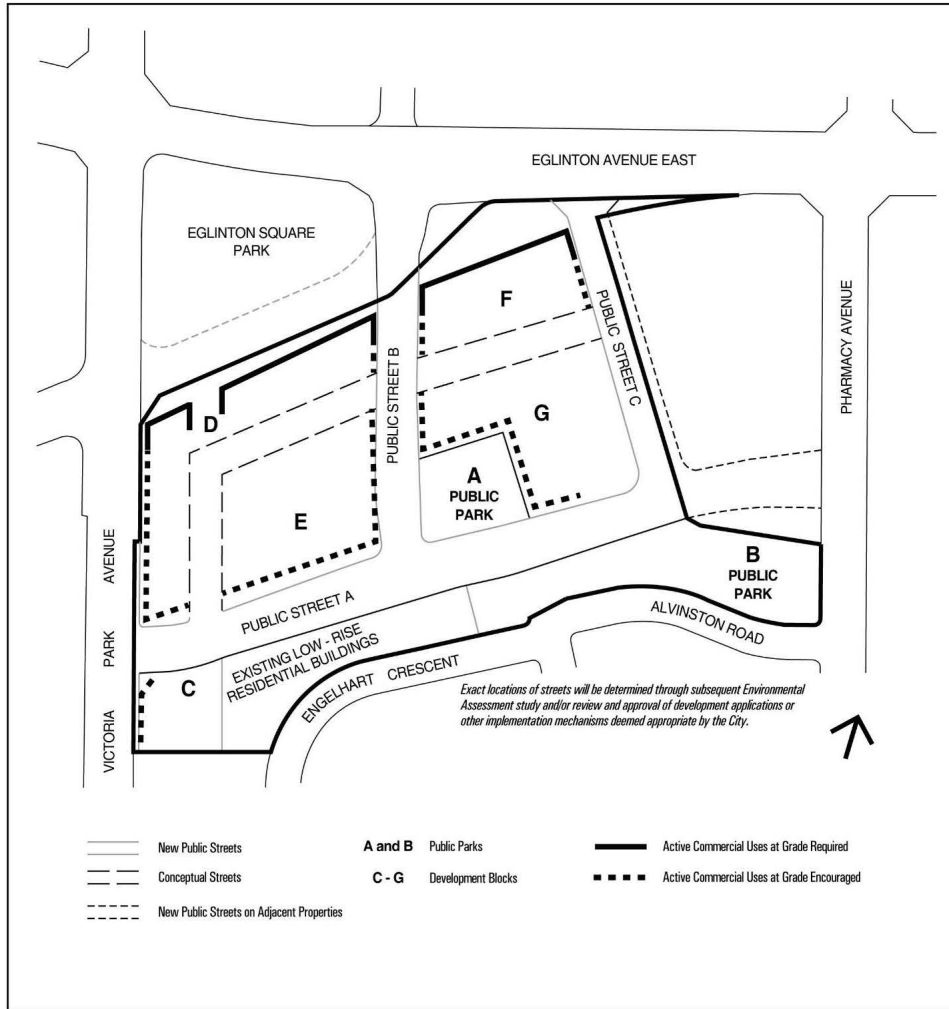 EGLINTON AVENUE EAST
EGLINTON SQUARE
PARK
F
PUBLIC STREET C
PHARMACY AVENUE
PUBLIC STREET B
D
G
A
PUBLIC
PARK
E
B
PUBLIC
PARK
VICTORIA PARK AVENUE
PUBLIC STREET A
ALVINSTON ROAD
EXISTING LOW - RISE
RESIDENTIAL BUILDINGS
C
ENGELHART CRESCENT
Exact locations of streets will be determined through subsequent Environmental
Assessment study and/or review and approval of development applications or
other implementation mechanisms deemed appropriate by the City.
New Public Streets
A and B Public Parks
Active Commercial Uses at Grade Required
Conceptual Streets
C - G Development Blocks
Active Commercial Uses at Grade Encouraged
New Public Streets on Adjacent Properties